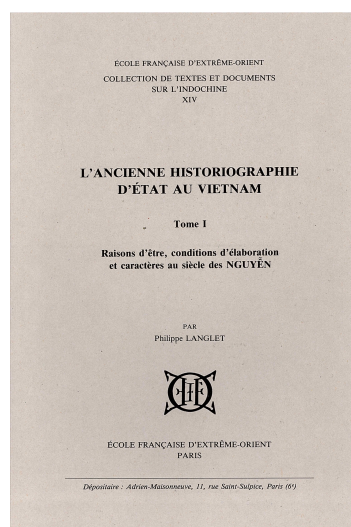 ÉCOLE FRANÇAISE D'EXTRÊME-ORIENT
COLLECTION DE TEXTES ET DOCUMENTS
SUR L'INDOCHINE
XIV
L'ANCIENNE HISTORIOGRAPHIE
D'ÉTAT AU VIETNAM
Tome I
Raisons d'être, conditions d'élaboration
et caractères au siècle des NGUYỄN
PAR
Philippe LANGLET
ÉCOLE FRANÇAISE D'EXTRÊME-ORIENT
PARIS
Dépositaire : Adrien-Maisonneuve, 11, rue Saint-Sulpice, Paris (6e)